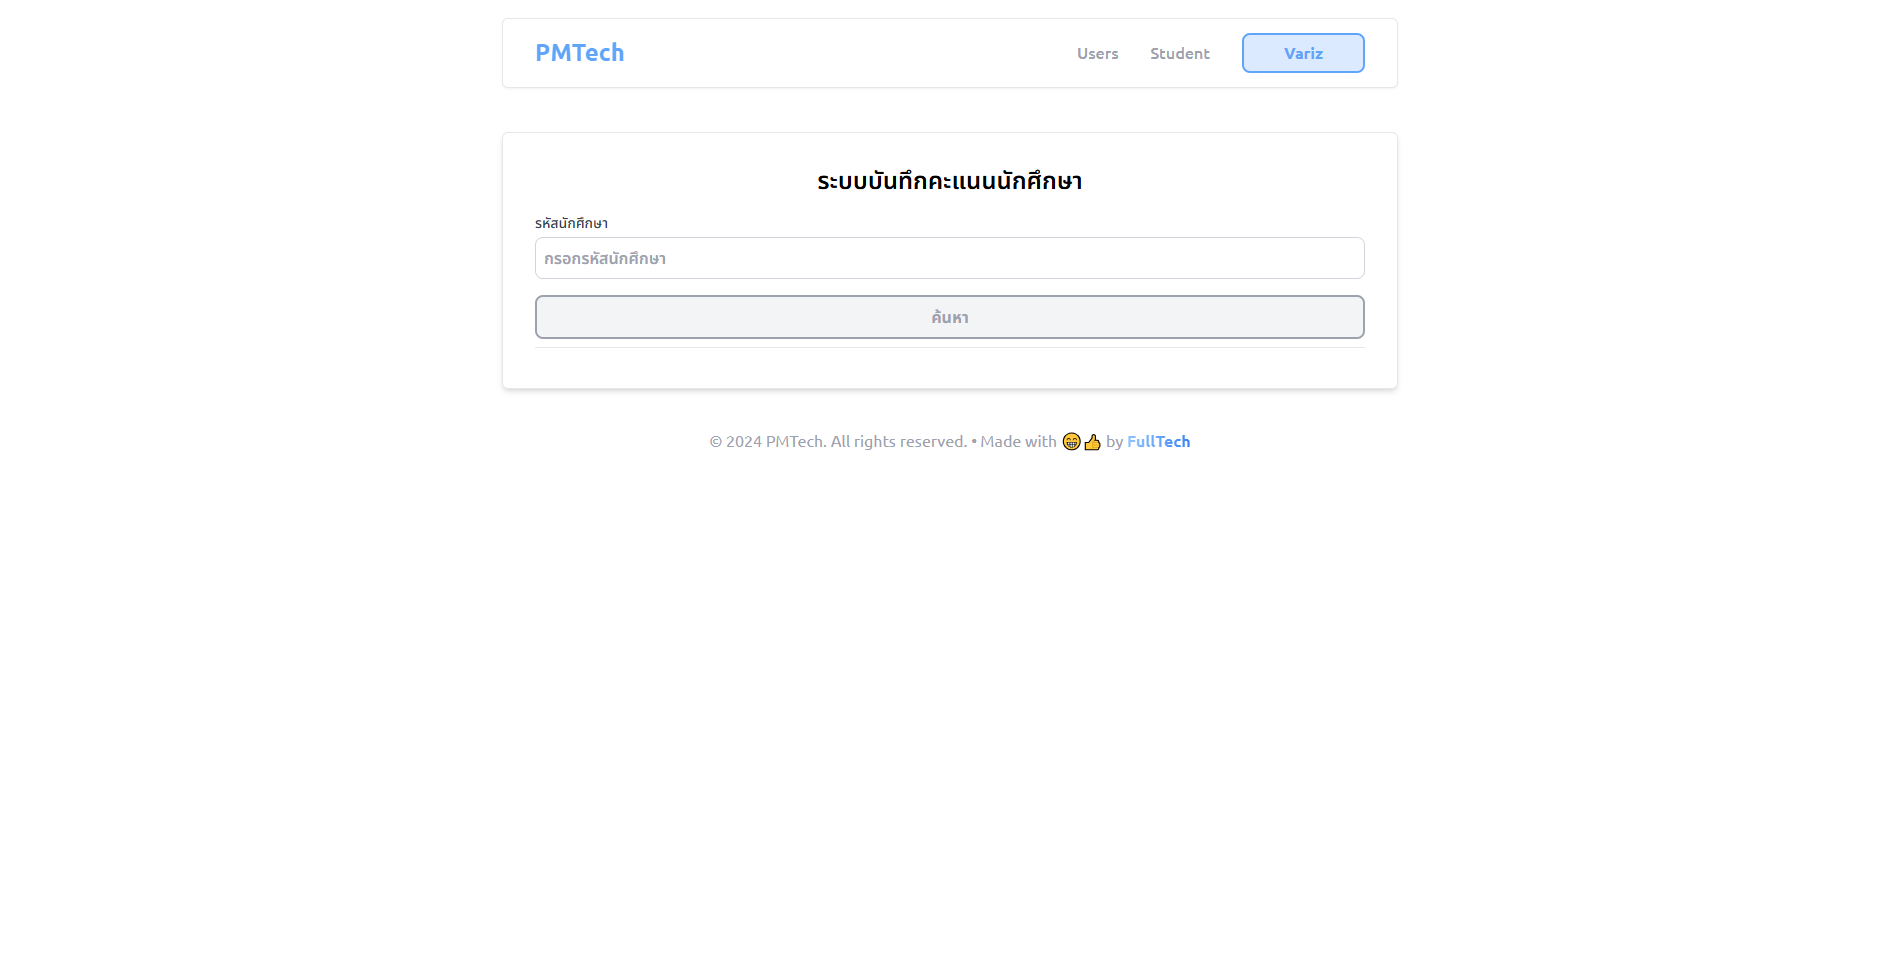 PMTech
Users Student Variz
ระบบบันทึกคะแนนนักศึกษา
รหัสนักศึกษา
กรอกรหัสนักศึกษา
ค้นหา
© 2024 PMTech. All rights reserved. • Made with 😁👍 by FullTech